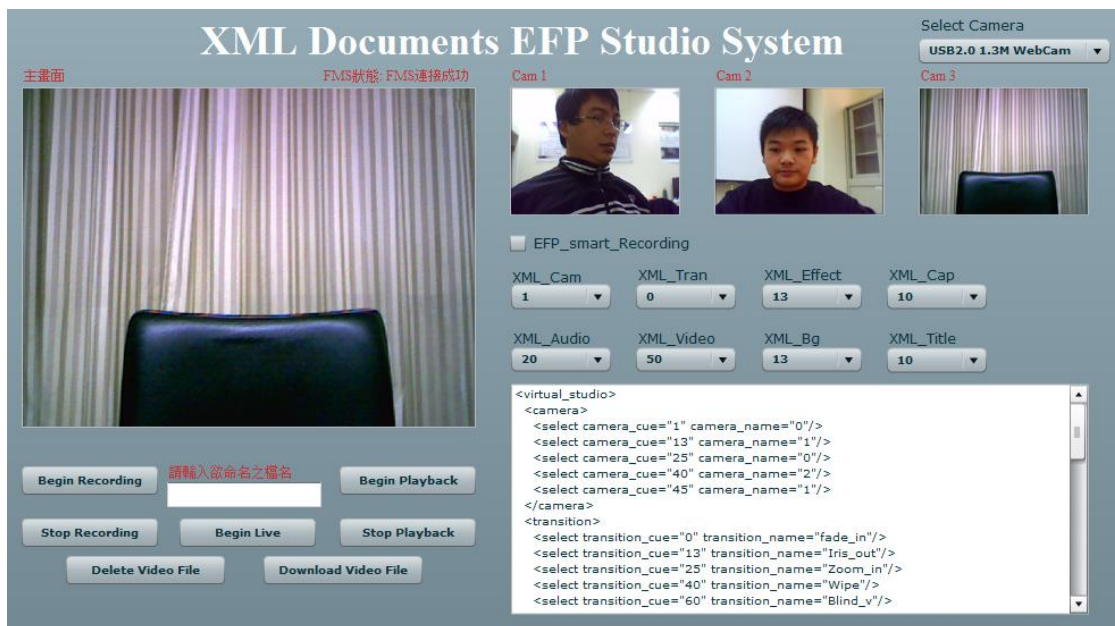 XML Documents EFP Studio System
Select Camera
USB2.0 1.3M WebCam
主畫面
FMS狀態: FMS連接成功
Cam 1
Cam 2
Cam 3
EFP_smart_Recording
XML_Cam
XML_Tran
XML_Effect
XML_Cap
1
0
13
10
XML_Audio
XML_Video
XML_Bg
XML_Title
20
50
13
10
<virtual_studio>
<camera>
<select camera_cue="1" camera_name="0"/>
<select camera_cue="13" camera_name="1"/>
<select camera_cue="25" camera_name="0"/>
<select camera_cue="40" camera_name="2"/>
<select camera_cue="45" camera_name="1"/>
</camera>
<transition>
<select transition_cue="0" transition_name="fade_in"/>
<select transition_cue="13" transition_name="Iris_out"/>
<select transition_cue="25" transition_name="Zoom_in"/>
<select transition_cue="40" transition_name="Wipe"/>
<select transition_cue="60" transition_name="Blind_v"/>
Begin Recording
請輸入欲命名之檔名
Begin Playback
Stop Recording
Begin Live
Stop Playback
Delete Video File
Download Video File